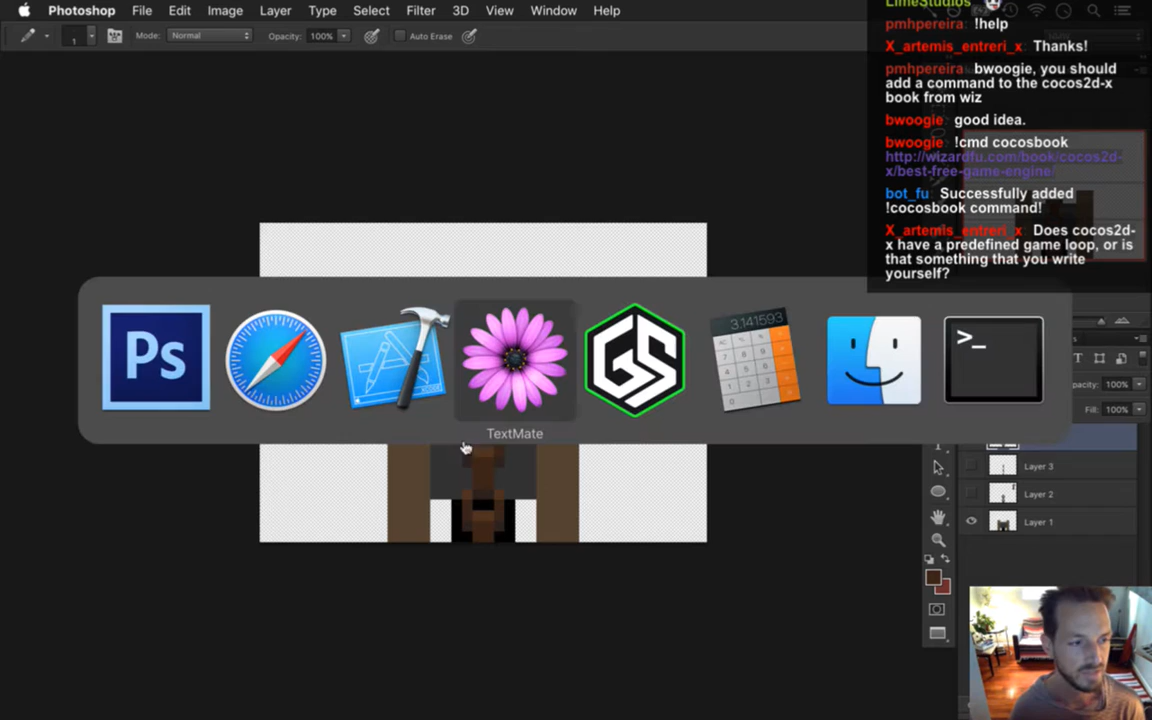 Photoshop File Edit Image Layer Type Select Filter 3D View Window Help
1 Mode: Normal Opacity: 100% Auto Erase
LimeStudios
pmhpereira !help
X_artemis_entreri_x Thanks!
pmhpereira bwoogie, you should
add a command to the cocos2d-x
book from wiz
bwoogie good idea.
bwoogie !cmd cocosbook
http://wizardfu.com/book/cocos2d-
x/best-free-game-engine/
bot_fu Successfully added
!cocosbook command!
X_artemis_entreri_x Does cocos2d-
x have a predefined game loop, or is
that something that you write
yourself?
Ps
GS
3.141593
>_
TextMate
T
pacity: 100%
Fill: 100%
Layer 3
Layer 2
Layer 1